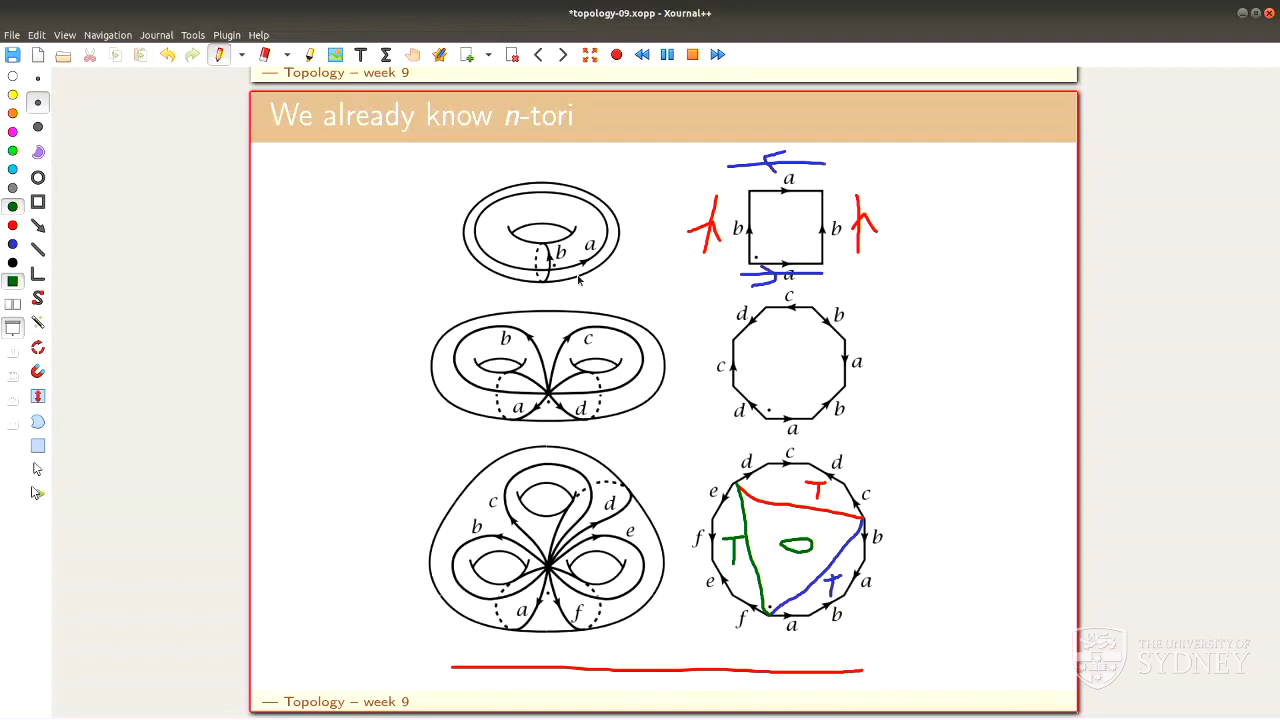 *topology-09.xopp - Xournal++
File Edit View Navigation Journal Tools Plugin Help
— Topology – week 9
We already know n-tori
a
b b
a
b a
c
d b
c a
d b
a
b c
a d
c
d d
e c
f b
e a
f b
a
c d
b e
a f
T
T O
T
— Topology – week 9
THE UNIVERSITY OF
SYDNEY